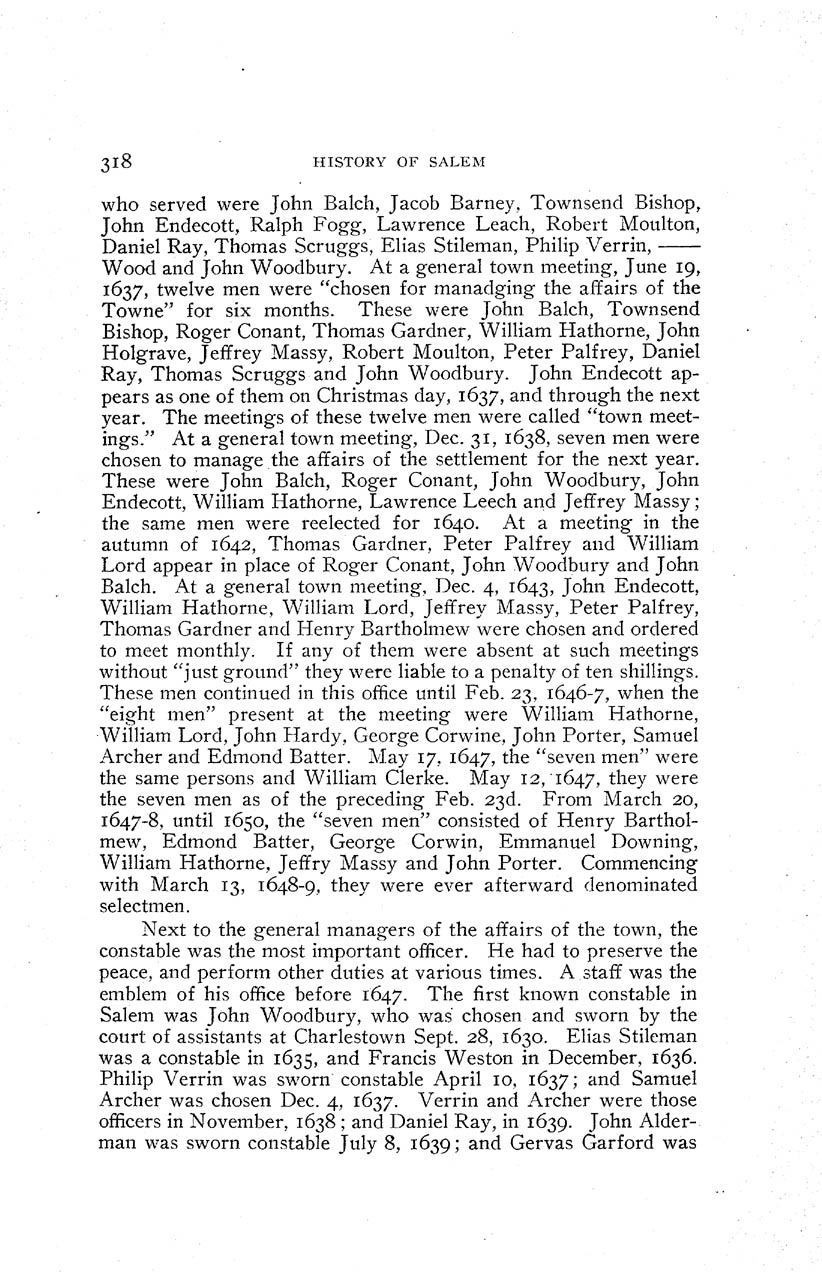 318 HISTORY OF SALEM
who served were John Balch, Jacob Barney, Townsend Bishop,
John Endecott, Ralph Fogg, Lawrence Leach, Robert Moulton,
Daniel Ray, Thomas Scruggs, Elias Stileman, Philip Verrin, ——
Wood and John Woodbury. At a general town meeting, June 19,
1637, twelve men were “chosen for manadging the affairs of the
Towne” for six months. These were John Balch, Townsend
Bishop, Roger Conant, Thomas Gardner, William Hathorne, John
Holgrave, Jeffrey Massy, Robert Moulton, Peter Palfrey, Daniel
Ray, Thomas Scruggs and John Woodbury. John Endecott ap-
pears as one of them on Christmas day, 1637, and through the next
year. The meetings of these twelve men were called “town meet-
ings.” At a general town meeting, Dec. 31, 1638, seven men were
chosen to manage the affairs of the settlement for the next year.
These were John Balch, Roger Conant, John Woodbury, John
Endecott, William Hathorne, Lawrence Leech and Jeffrey Massy;
the same men were reelected for 1640. At a meeting in the
autumn of 1642, Thomas Gardner, Peter Palfrey and William
Lord appear in place of Roger Conant, John Woodbury and John
Balch. At a general town meeting, Dec. 4, 1643, John Endecott,
William Hathorne, William Lord, Jeffrey Massy, Peter Palfrey,
Thomas Gardner and Henry Bartholmew were chosen and ordered
to meet monthly. If any of them were absent at such meetings
without “just ground” they were liable to a penalty of ten shillings.
These men continued in this office until Feb. 23, 1646-7, when the
“eight men” present at the meeting were William Hathorne,
William Lord, John Hardy, George Corwine, John Porter, Samuel
Archer and Edmond Batter. May 17, 1647, the “seven men” were
the same persons and William Clerke. May 12, 1647, they were
the seven men as of the preceding Feb. 23d. From March 20,
1647-8, until 1650, the “seven men” consisted of Henry Barthol-
mew, Edmond Batter, George Corwin, Emmanuel Downing,
William Hathorne, Jeffry Massy and John Porter. Commencing
with March 13, 1648-9, they were ever afterward denominated
selectmen.
Next to the general managers of the affairs of the town, the
constable was the most important officer. He had to preserve the
peace, and perform other duties at various times. A staff was the
emblem of his office before 1647. The first known constable in
Salem was John Woodbury, who was chosen and sworn by the
court of assistants at Charlestown Sept. 28, 1630. Elias Stileman
was a constable in 1635, and Francis Weston in December, 1636.
Philip Verrin was sworn constable April 10, 1637; and Samuel
Archer was chosen Dec. 4, 1637. Verrin and Archer were those
officers in November, 1638; and Daniel Ray, in 1639. John Alder-
man was sworn constable July 8, 1639; and Gervas Garford was